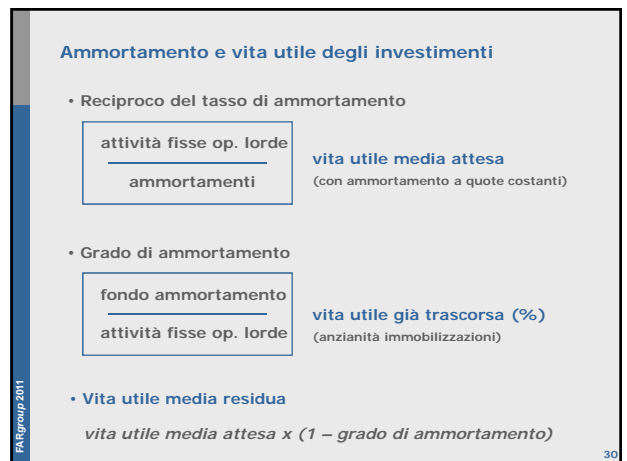 Ammortamento e vita utile degli investimenti
• Reciproco del tasso di ammortamento
attività fisse op. lorde
ammortamenti
vita utile media attesa
(con ammortamento a quote costanti)
• Grado di ammortamento
fondo ammortamento
attività fisse op. lorde
vita utile già trascorsa (%)
(anzianità immobilizzazioni)
• Vita utile media residua
vita utile media attesa x (1 – grado di ammortamento)
FARgroup 2011
30